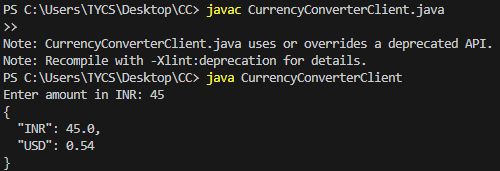 PS C:\Users\TYCS\Desktop\CC> javac CurrencyConverterClient.java
>>
Note: CurrencyConverterClient.java uses or overrides a deprecated API.
Note: Recompile with -Xlint:deprecation for details.
PS C:\Users\TYCS\Desktop\CC> java CurrencyConverterClient
Enter amount in INR: 45
{
  "INR": 45.0,
  "USD": 0.54
}